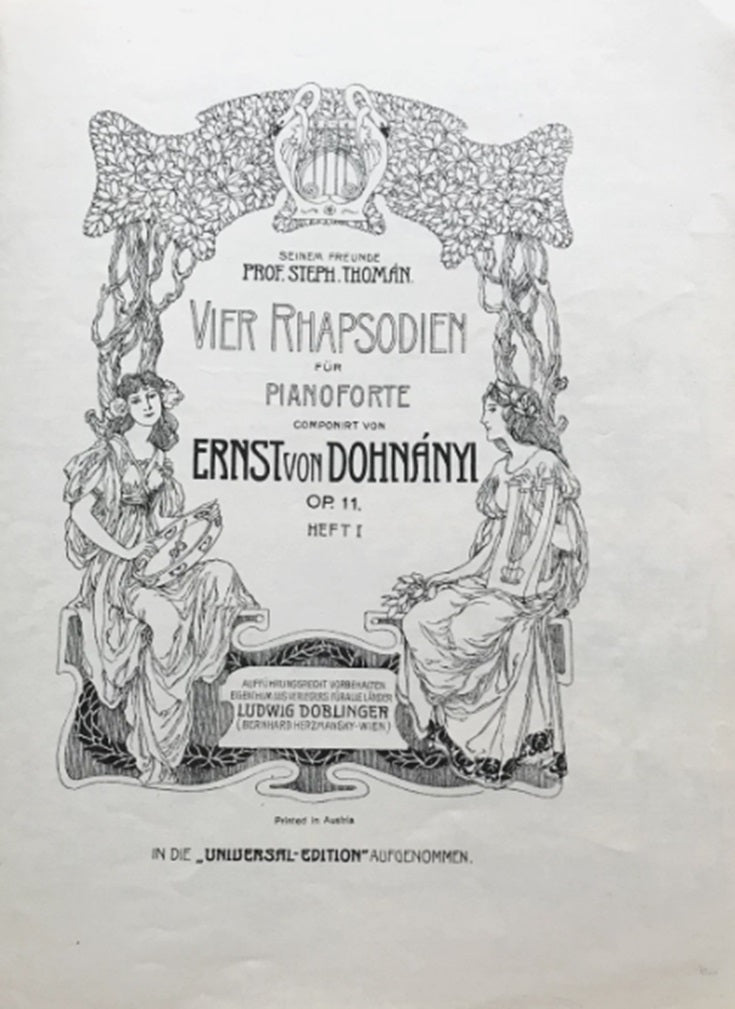 SEINEM FREUNDE
PROF. STEPH. THOMÁN.
VIER RHAPSODIEN
FÜR
PIANOFORTE
COMPONIRT VON
ERNST VON DOHNÁNYI
OP. 11.
HEFT I
AUFFÜHRUNGSRECHT VORBEHALTEN
EIGENTHUM DES VERLEGERS FÜR ALLE LÄNDER
LUDWIG DOBLINGER
(BERNHARD HERZMANSKY-WIEN)
Printed in Austria
IN DIE „UNIVERSAL-EDITION" AUFGENOMMEN.